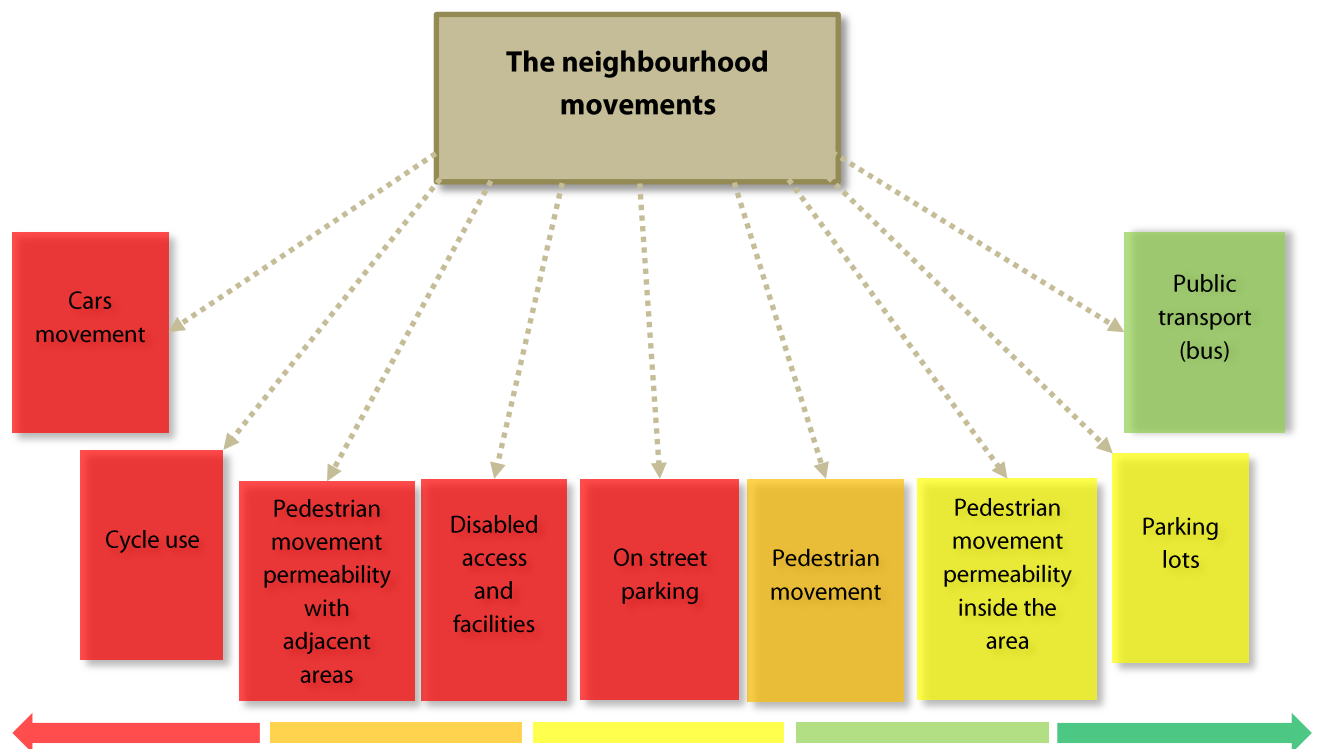 The neighbourhood
movements
Cars
movement
Cycle use
Pedestrian
movement
permeability
with
adjacent
areas
Disabled
access
and
facilities
On street
parking
Pedestrian
movement
Pedestrian
movement
permeability
inside the
area
Parking
lots
Public
transport
(bus)